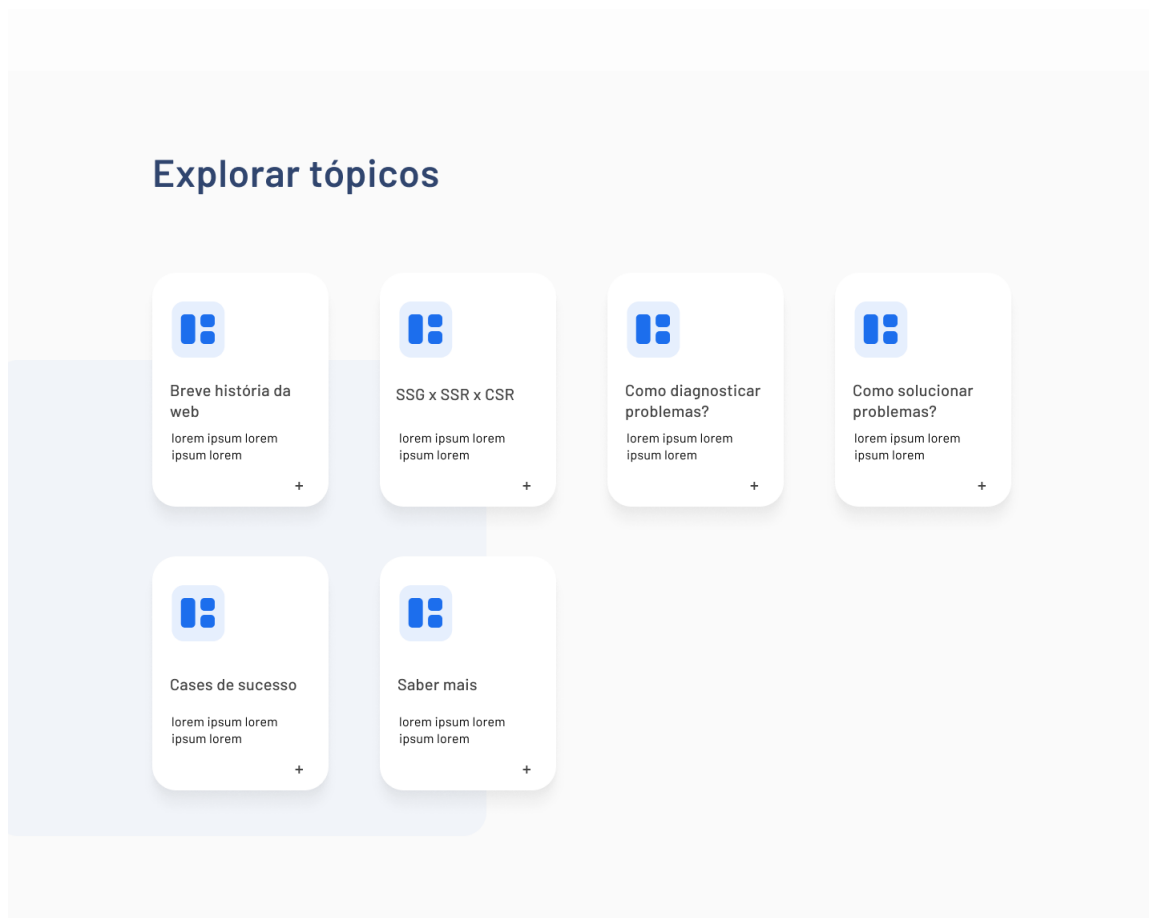 Explorar tópicos
Breve história da
web
lorem ipsum lorem
ipsum lorem
+
SSG x SSR x CSR
lorem ipsum lorem
ipsum lorem
+
Como diagnosticar
problemas?
lorem ipsum lorem
ipsum lorem
+
Como solucionar
problemas?
lorem ipsum lorem
ipsum lorem
+
Cases de sucesso
lorem ipsum lorem
ipsum lorem
+
Saber mais
lorem ipsum lorem
ipsum lorem
+